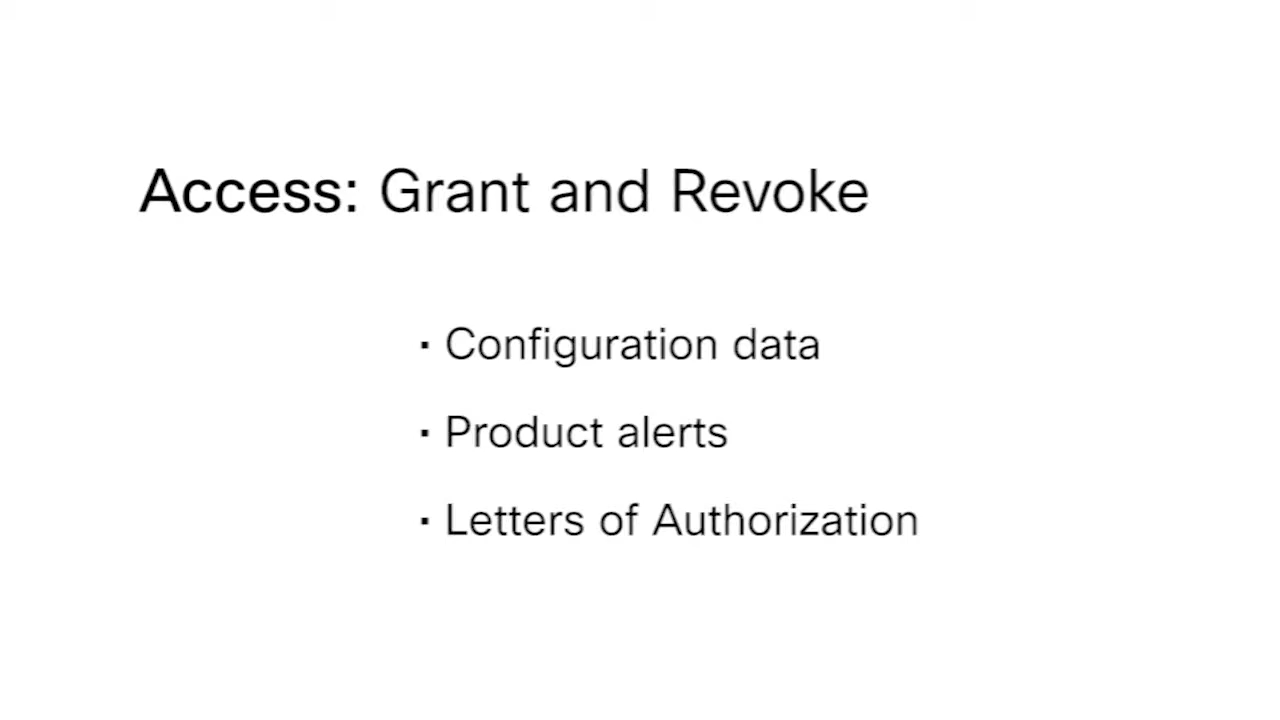 Access: Grant and Revoke
· Configuration data
· Product alerts
· Letters of Authorization